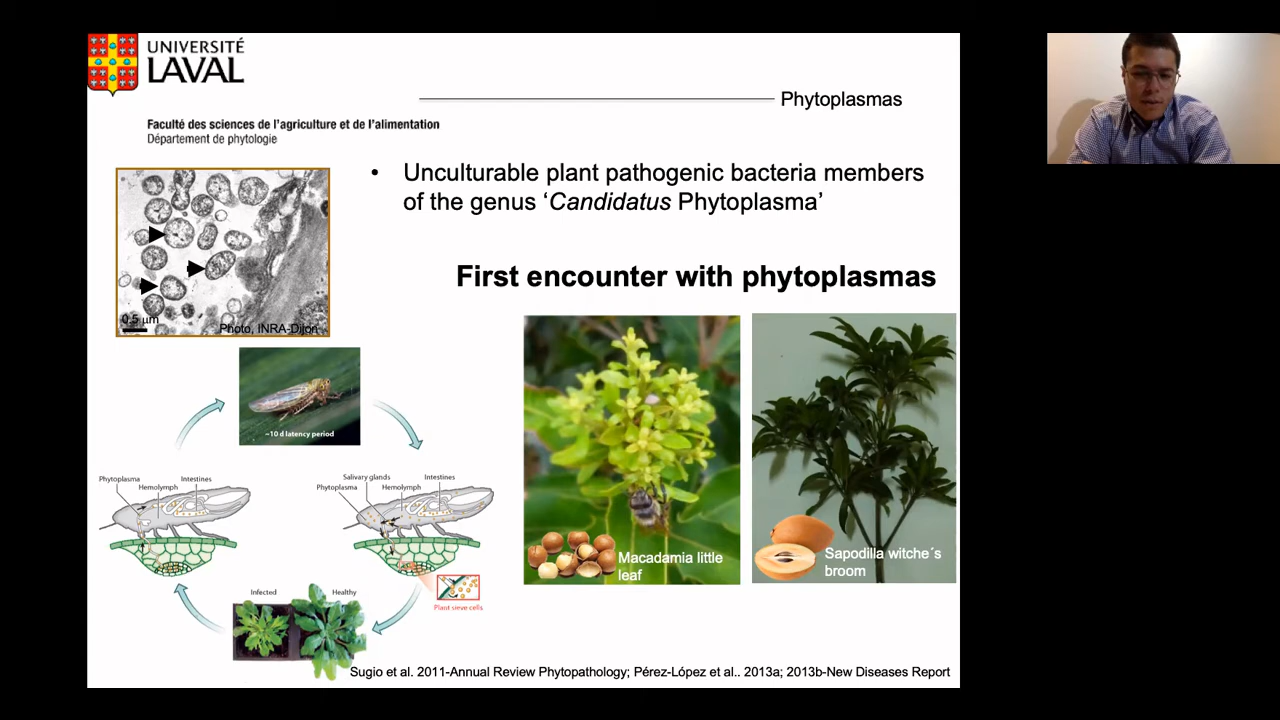 UNIVERSITÉ
LAVAL
Phytoplasmas
Faculté des sciences de l'agriculture et de l'alimentation
Département de phytologie
• Unculturable plant pathogenic bacteria members
of the genus ‘Candidatus Phytoplasma’
First encounter with phytoplasmas
0.5 µm
Photo, INRA-Dijon
~10 d latency period
Phytoplasma
Hemolymph
Intestines
Salivary glands
Phytoplasma
Hemolymph
Intestines
Plant sieve cells
Infected
Healthy
Macadamia little
leaf
Sapodilla witche´s
broom
Sugio et al. 2011-Annual Review Phytopathology; Pérez-López et al.. 2013a; 2013b-New Diseases Report